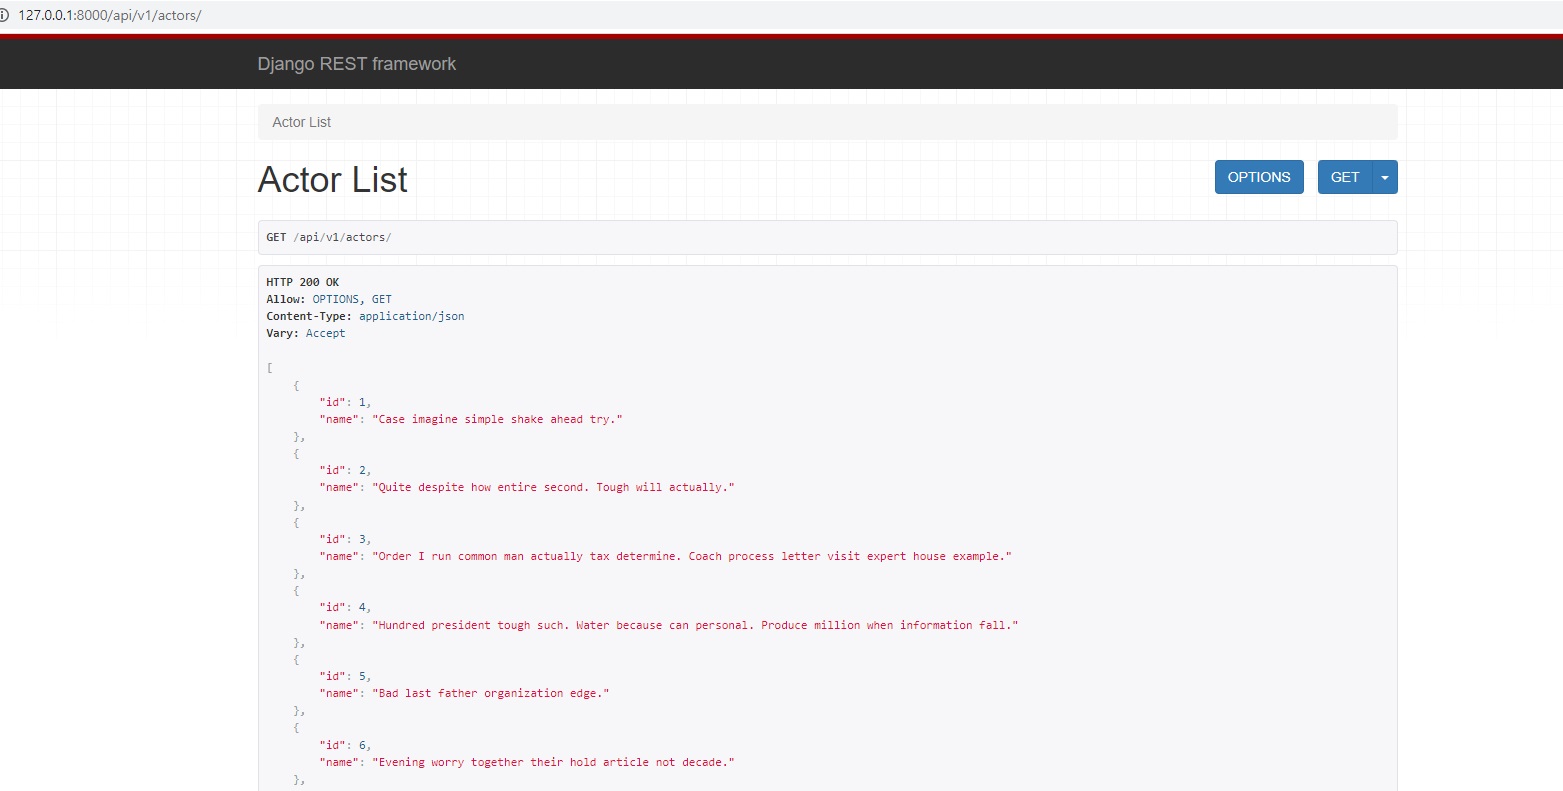 127.0.0.1:8000/api/v1/actors/
Django REST framework
Actor List
Actor List
OPTIONS
GET
GET /api/v1/actors/
HTTP 200 OK
Allow: OPTIONS, GET
Content-Type: application/json
Vary: Accept
[
    {
        "id": 1,
        "name": "Case imagine simple shake ahead try."
    },
    {
        "id": 2,
        "name": "Quite despite how entire second. Tough will actually."
    },
    {
        "id": 3,
        "name": "Order I run common man actually tax determine. Coach process letter visit expert house example."
    },
    {
        "id": 4,
        "name": "Hundred president tough such. Water because can personal. Produce million when information fall."
    },
    {
        "id": 5,
        "name": "Bad last father organization edge."
    },
    {
        "id": 6,
        "name": "Evening worry together their hold article not decade."
    },